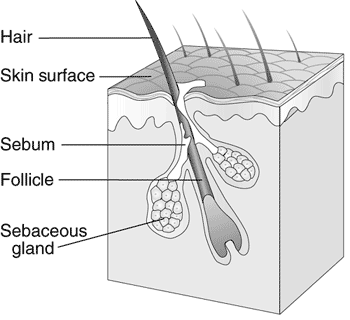 Hair
Skin surface
Sebum
Follicle
Sebaceous
gland